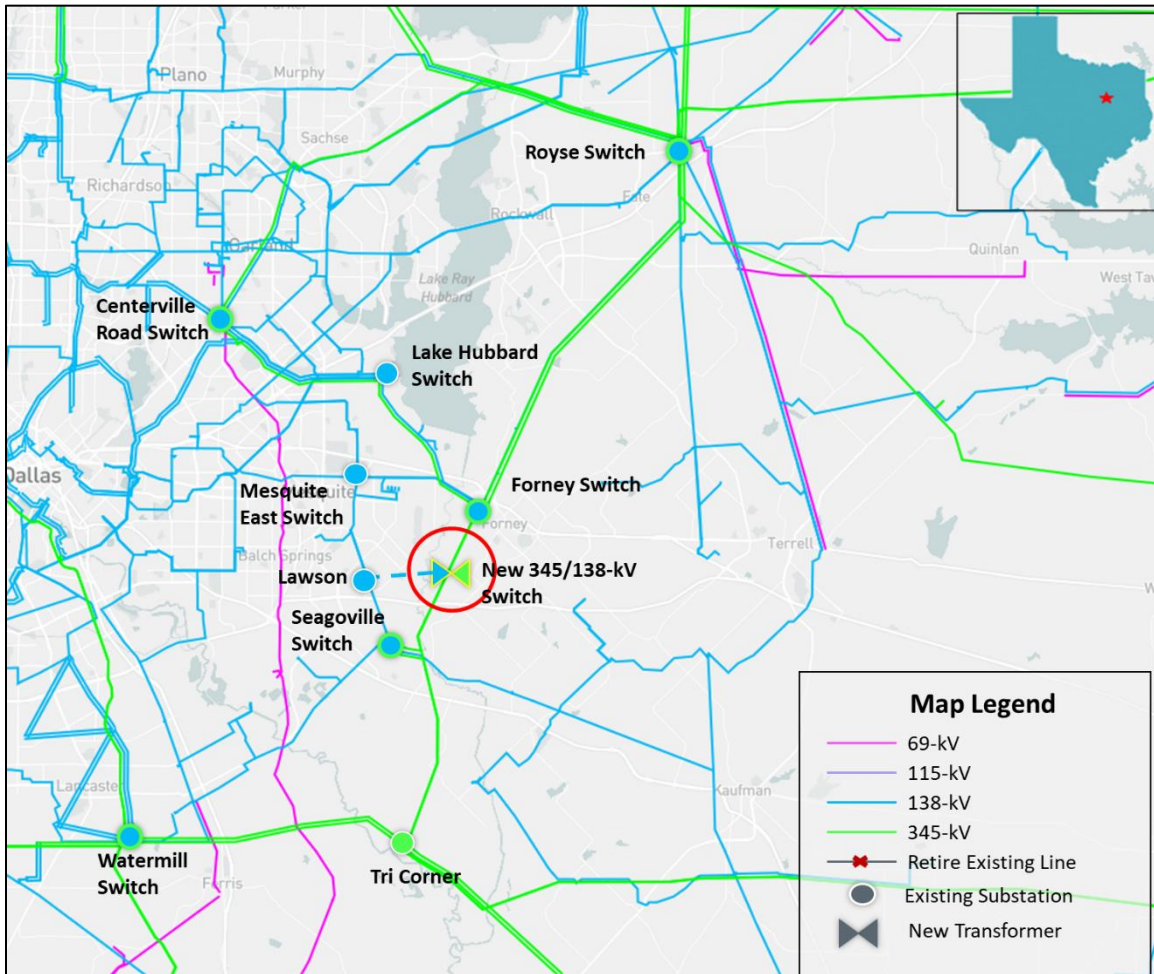 Plano
Murphy
Sachse
Richardson
Royse Switch
Fate
Rockwall
Garland
Quinlan
West Taw
Lake Ray
Hubbard
Centerville
Road Switch
Lake Hubbard
Switch
Dallas
Mesquite
East Switch
Forney Switch
Forney
Terrell
Balch Springs
Lawson
New 345/138-kV
Switch
Seagoville
Switch
Lancaster
Kaufman
Watermill
Switch
Ferris
Tri Corner
Map Legend
69-kV
115-kV
138-kV
345-kV
Retire Existing Line
Existing Substation
New Transformer